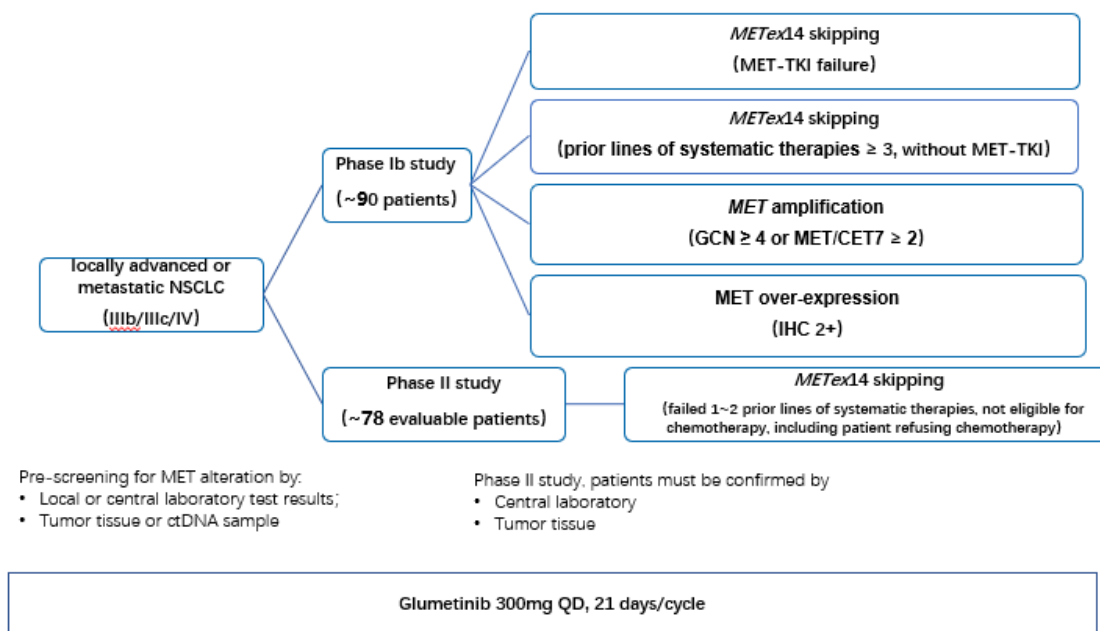 METex14 skipping
(MET-TKI failure)
METex14 skipping
(prior lines of systematic therapies ≥ 3, without MET-TKI)
Phase Ib study
(~90 patients)
MET amplification
(GCN ≥ 4 or MET/CET7 ≥ 2)
locally advanced or
metastatic NSCLC
(IIIb/IIIc/IV)
MET over-expression
(IHC 2+)
Phase II study
(~78 evaluable patients)
METex14 skipping
(failed 1~2 prior lines of systematic therapies, not eligible for
chemotherapy, including patient refusing chemotherapy)
Pre-screening for MET alteration by:
• Local or central laboratory test results;
• Tumor tissue or ctDNA sample
Phase II study, patients must be confirmed by
• Central laboratory
• Tumor tissue
Glumetinib 300mg QD, 21 days/cycle